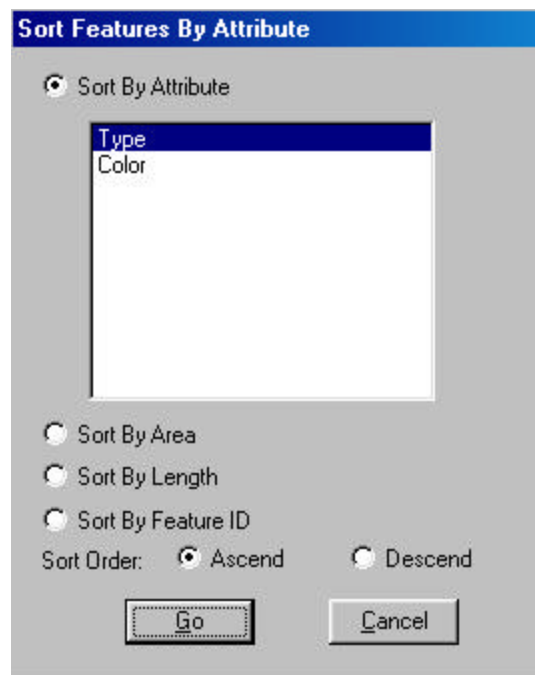 Sort Features By Attribute
Sort By Attribute
Type
Color
Sort By Area
Sort By Length
Sort By Feature ID
Sort Order: Ascend Descend
Go Cancel